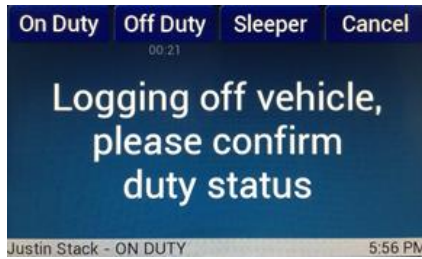 On Duty Off Duty Sleeper Cancel
00:21
Logging off vehicle,
please confirm
duty status
Justin Stack - ON DUTY 5:56 PM